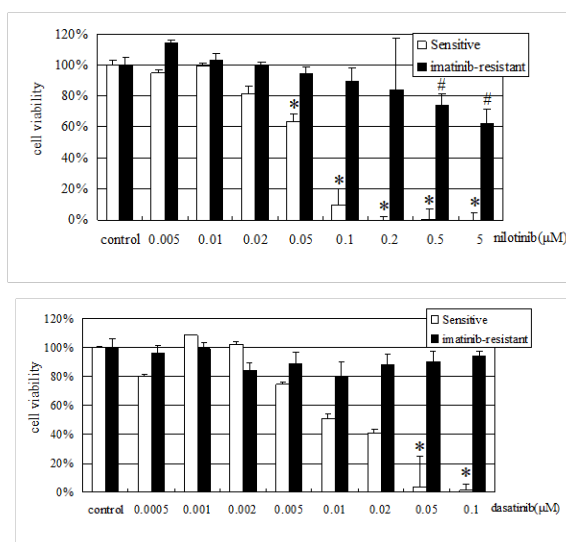 120%
100%
80%
60%
40%
20%
0%
cell viability
Sensitive
imatinib-resistant
* * * * *
# #
control 0.005 0.01 0.02 0.05 0.1 0.2 0.5 5 nilotinib(μM)
120%
100%
80%
60%
40%
20%
0%
cell viability
Sensitive
imatinib-resistant
* *
control 0.0005 0.001 0.002 0.005 0.01 0.02 0.05 0.1 dasatinib(μM)